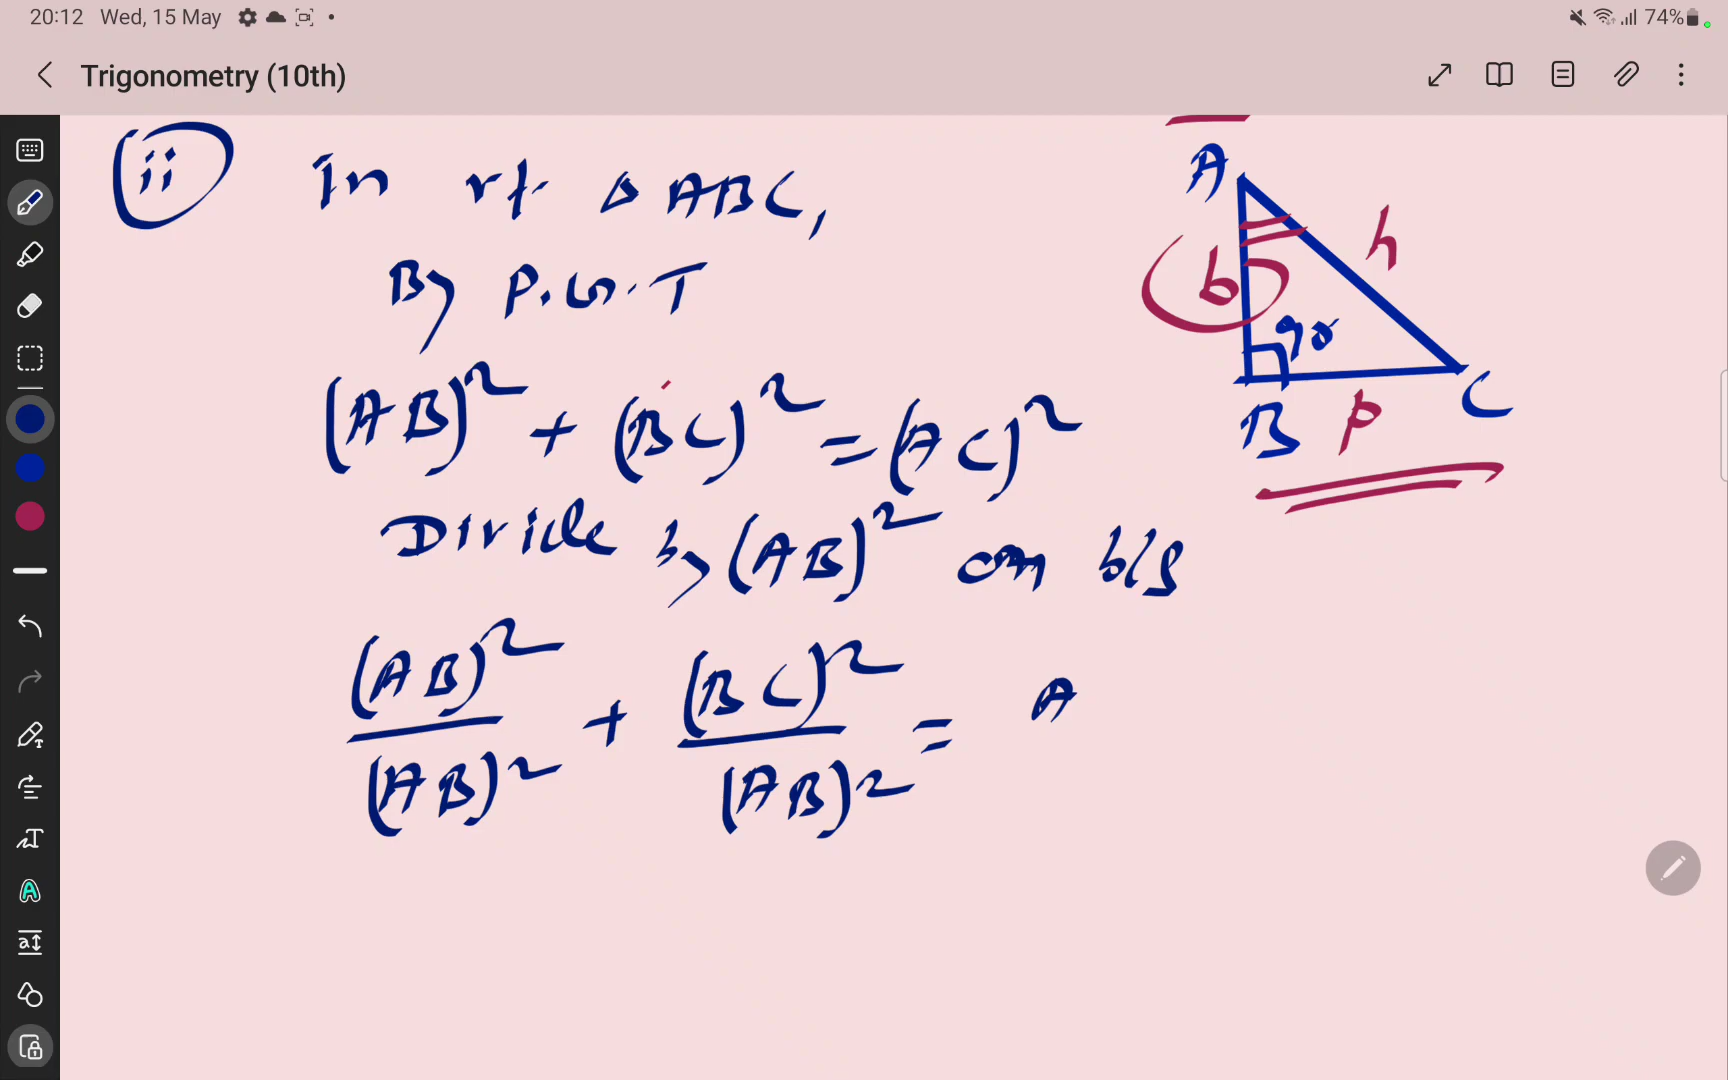 20:12 Wed, 15 May
74%
Trigonometry (10th)
ii In rt. Δ ABC,
By P.G.T
(AB)² + (BC)² = (AC)²
Divide by (AB)² on b/s
(AB)²/(AB)² + (BC)²/(AB)² = A
A
b
h
90
B
p
C